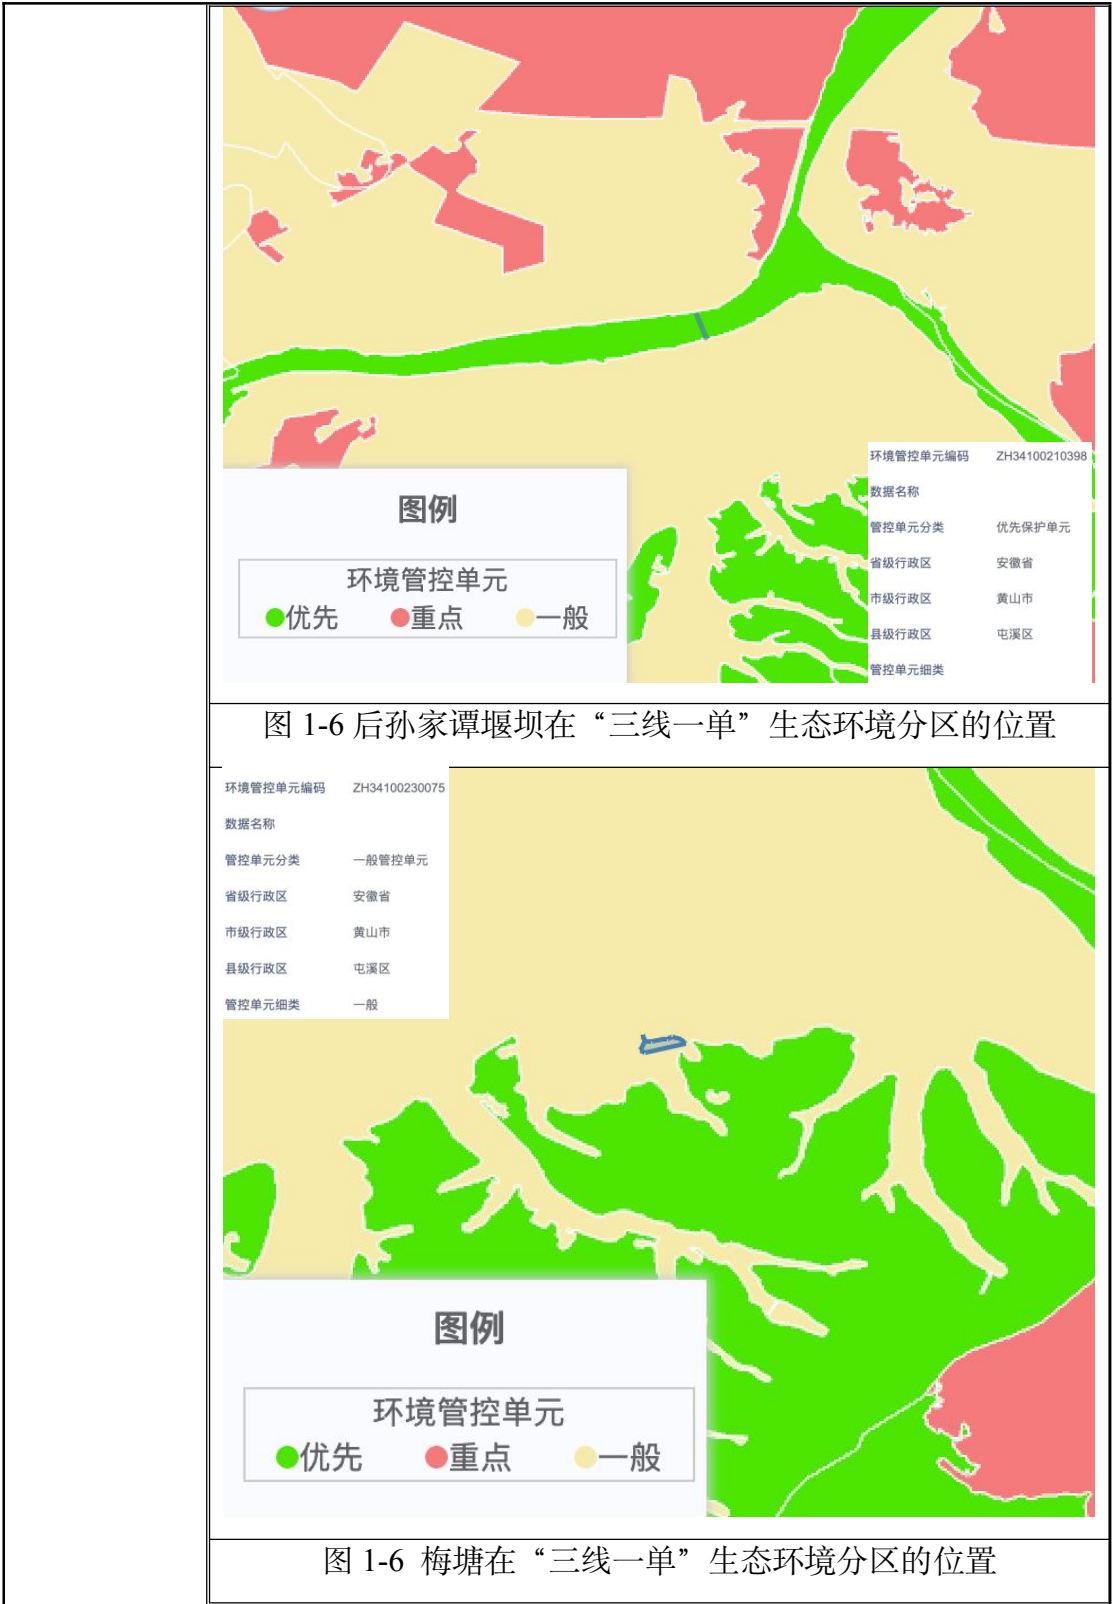 环境管控单元编码 ZH34100210398
数据名称
管控单元分类 优先保护单元
省级行政区 安徽省
市级行政区 黄山市
县级行政区 屯溪区
管控单元细类
图例
环境管控单元
优先 重点 一般
图 1-6 后孙家谭堰坝在“三线一单”生态环境分区的位置
环境管控单元编码 ZH34100230075
数据名称
管控单元分类 一般管控单元
省级行政区 安徽省
市级行政区 黄山市
县级行政区 屯溪区
管控单元细类 一般
图例
环境管控单元
优先 重点 一般
图 1-6 梅塘在“三线一单”生态环境分区的位置